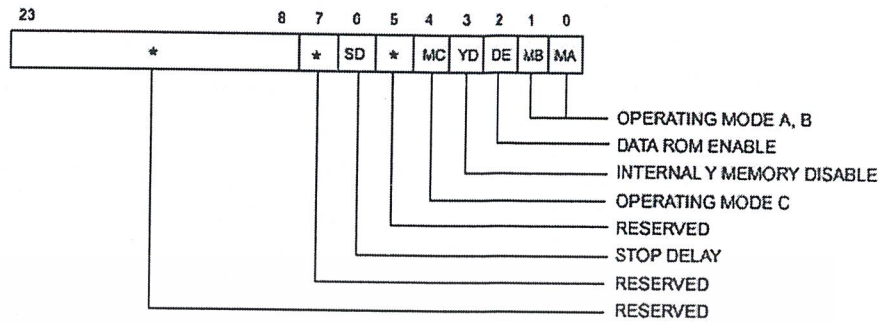 23 8 7 6 5 4 3 2 1 0
* * SD * MC YD DE MB MA
OPERATING MODE A, B
DATA ROM ENABLE
INTERNAL Y MEMORY DISABLE
OPERATING MODE C
RESERVED
STOP DELAY
RESERVED
RESERVED